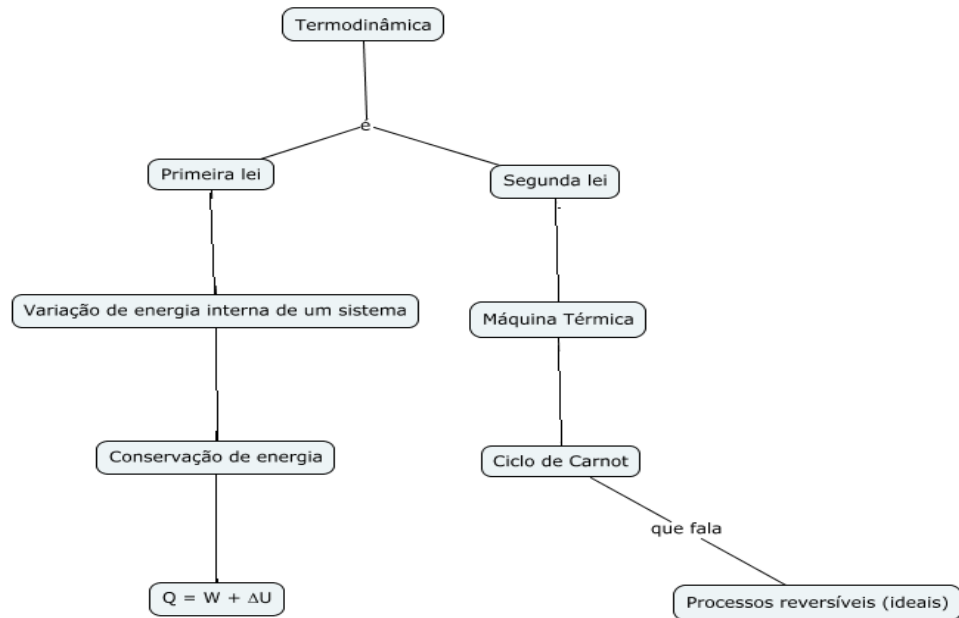 Termodinâmica
e
Primeira lei
Segunda lei
Variação de energia interna de um sistema
Máquina Térmica
Conservação de energia
Ciclo de Carnot
que fala
Q = W + ΔU
Processos reversíveis (ideais)